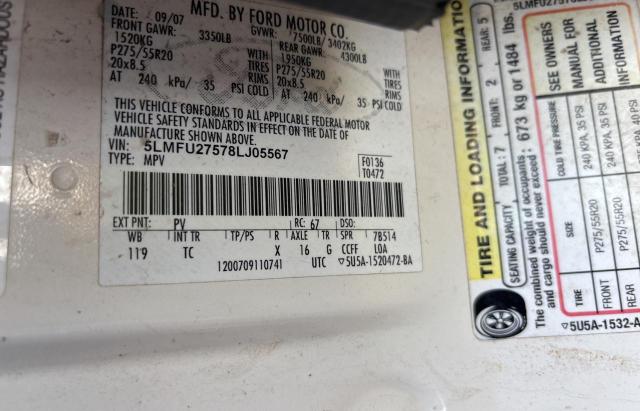 MFD. BY FORD MOTOR CO.
DATE: 09/07 GVWR: 7500LB/3402KG
FRONT GAWR: 3350LB REAR GAWR: 4300LB
1520KG WITH 1950KG WITH
P275/55R20 TIRES P275/55R20 TIRES
20x8.5 RIMS 20x8.5 RIMS
AT 240 kPa/ 35 PSI COLD AT 240 kPa/ 35 PSI COLD
THIS VEHICLE CONFORMS TO ALL APPLICABLE FEDERAL MOTOR
VEHICLE SAFETY STANDARDS IN EFFECT ON THE DATE OF
MANUFACTURE SHOWN ABOVE.
VIN: 5LMFU27578LJ05567
TYPE: MPV
F0136
T0472
EXT PNT: PV RC: 67 DSO:
WB INT TR TP/PS R AXLE TR SPR 7B514
119 TC X 16 G CCFF LOA
1200709110741 UTC ▽5U5A-1520472-BA
TIRE AND LOADING INFORMATIO
SEATING CAPACITY TOTAL: 7 FRONT: 2 REAR: 5
The combined weight of occupants
and cargo should never exceed: 673 kg or 1484 lbs.
TIRE SIZE COLD TIRE PRESSURE SEE OWNERS
FRONT P275/55R20 240 KPA, 35 PSI MANUAL FOR
REAR P275/55R20 240 KPA, 35 PSI ADDITIONAL
INFORMATION
▽5U5A-1532-A